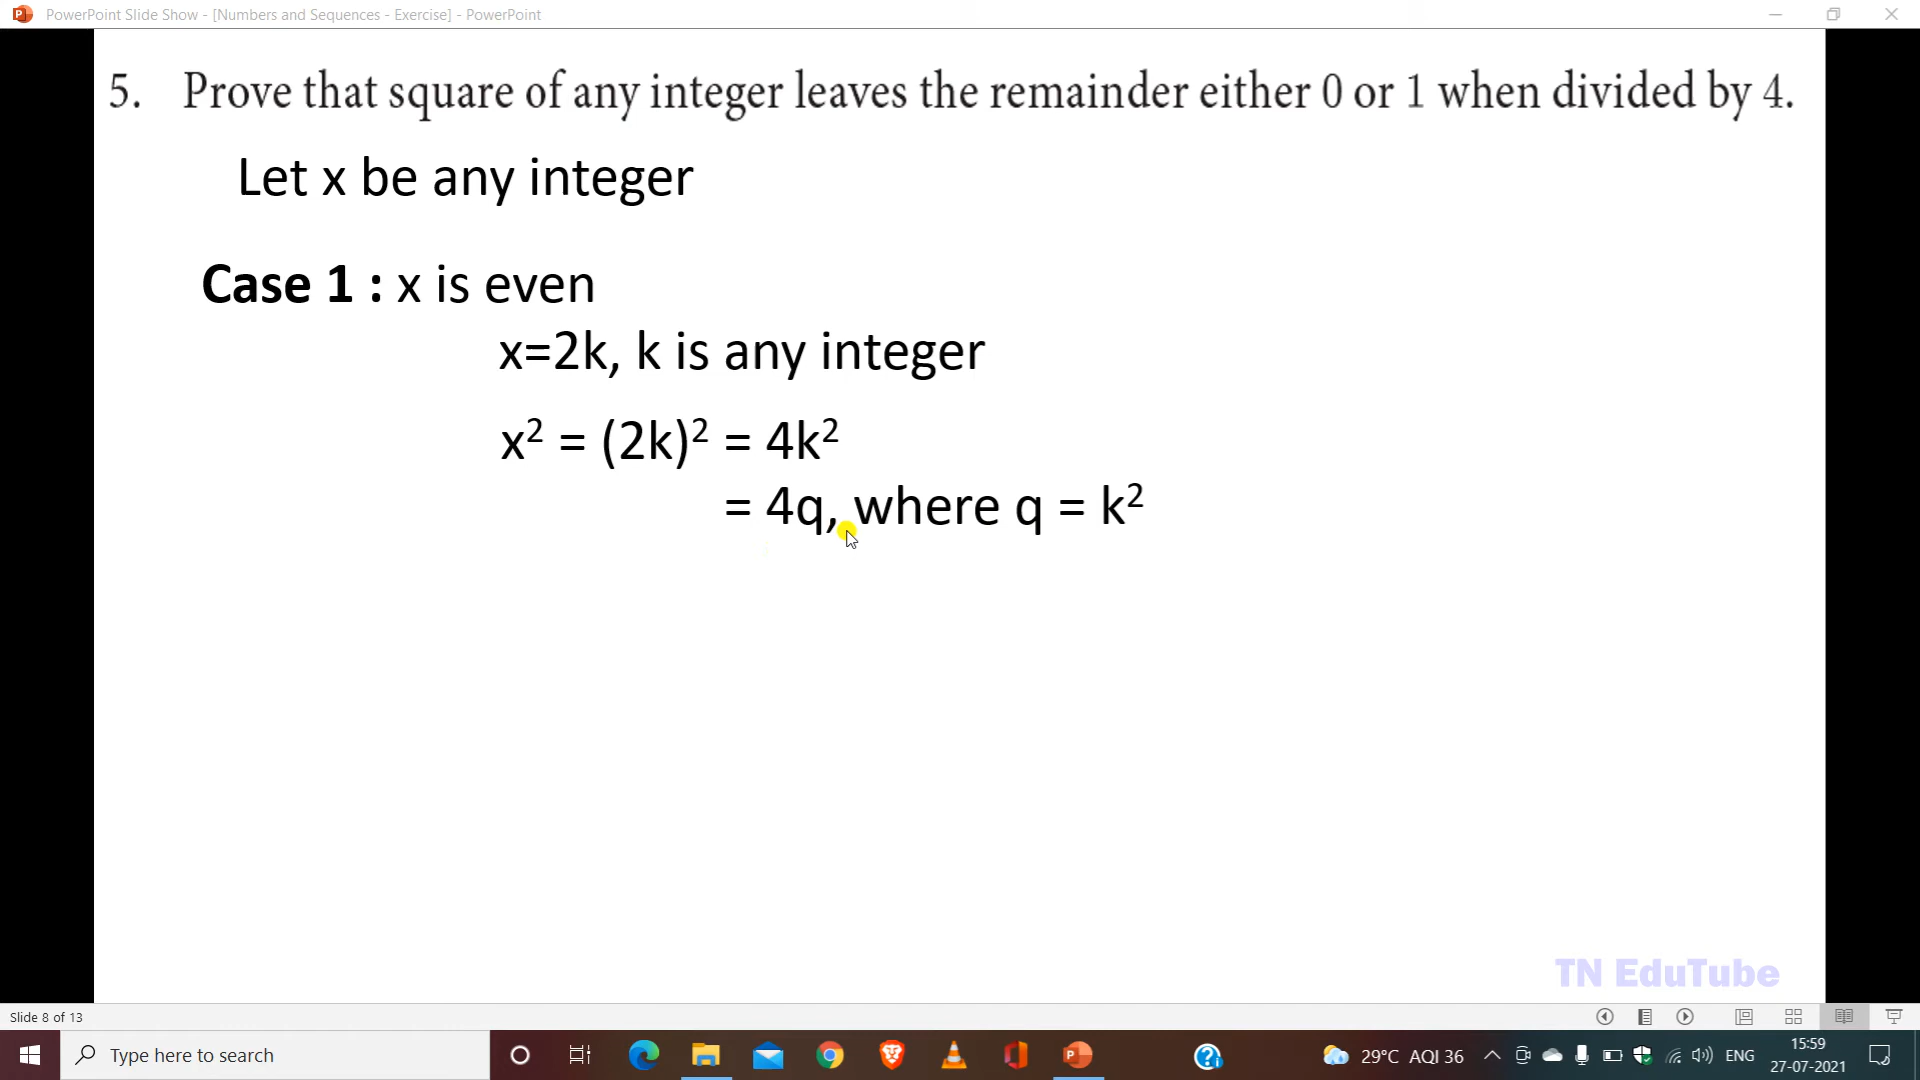 PowerPoint Slide Show - [Numbers and Sequences - Exercise] - PowerPoint
5. Prove that square of any integer leaves the remainder either 0 or 1 when divided by 4.
Let x be any integer
Case 1 : x is even
x=2k, k is any integer
x² = (2k)² = 4k²
= 4q, where q = k²
TN EduTube
Slide 8 of 13
Type here to search
29°C AQI 36
ENG
15:59
27-07-2021